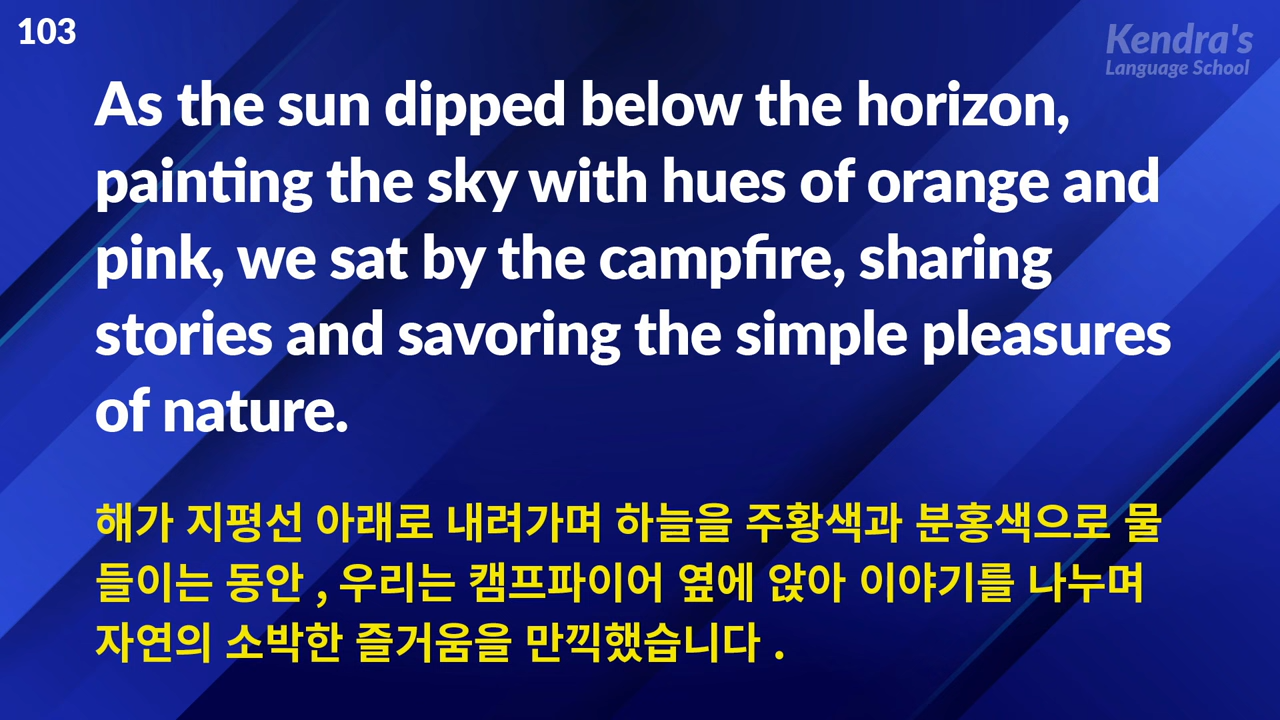 103
Kendra's
Language School
As the sun dipped below the horizon,
painting the sky with hues of orange and
pink, we sat by the campfire, sharing
stories and savoring the simple pleasures
of nature.
해가 지평선 아래로 내려가며 하늘을 주황색과 분홍색으로 물
들이는 동안 , 우리는 캠프파이어 옆에 앉아 이야기를 나누며
자연의 소박한 즐거움을 만끽했습니다 .